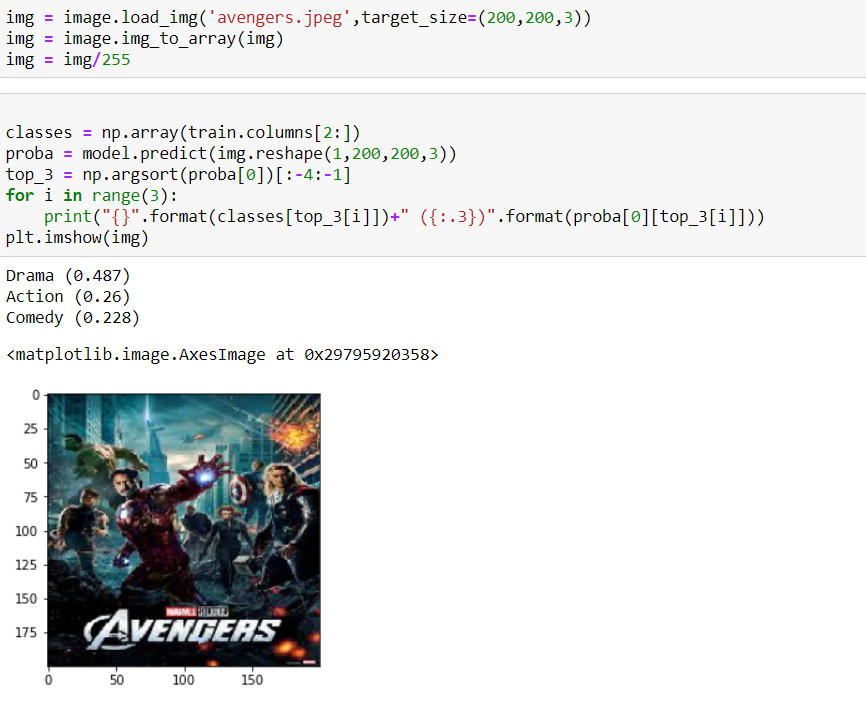 img = image.load_img('avengers.jpeg',target_size=(200,200,3))
img = image.img_to_array(img)
img = img/255
classes = np.array(train.columns[2:])
proba = model.predict(img.reshape(1,200,200,3))
top_3 = np.argsort(proba[0])[:-4:-1]
for i in range(3):
    print("{}".format(classes[top_3[i]])+" ({:.3})".format(proba[0][top_3[i]]))
plt.imshow(img)
Drama (0.487)
Action (0.26)
Comedy (0.228)
<matplotlib.image.AxesImage at 0x29795920358>
0
25
50
75
100
125
150
175
MARVEL STUDIOS
AVENGERS
0 50 100 150